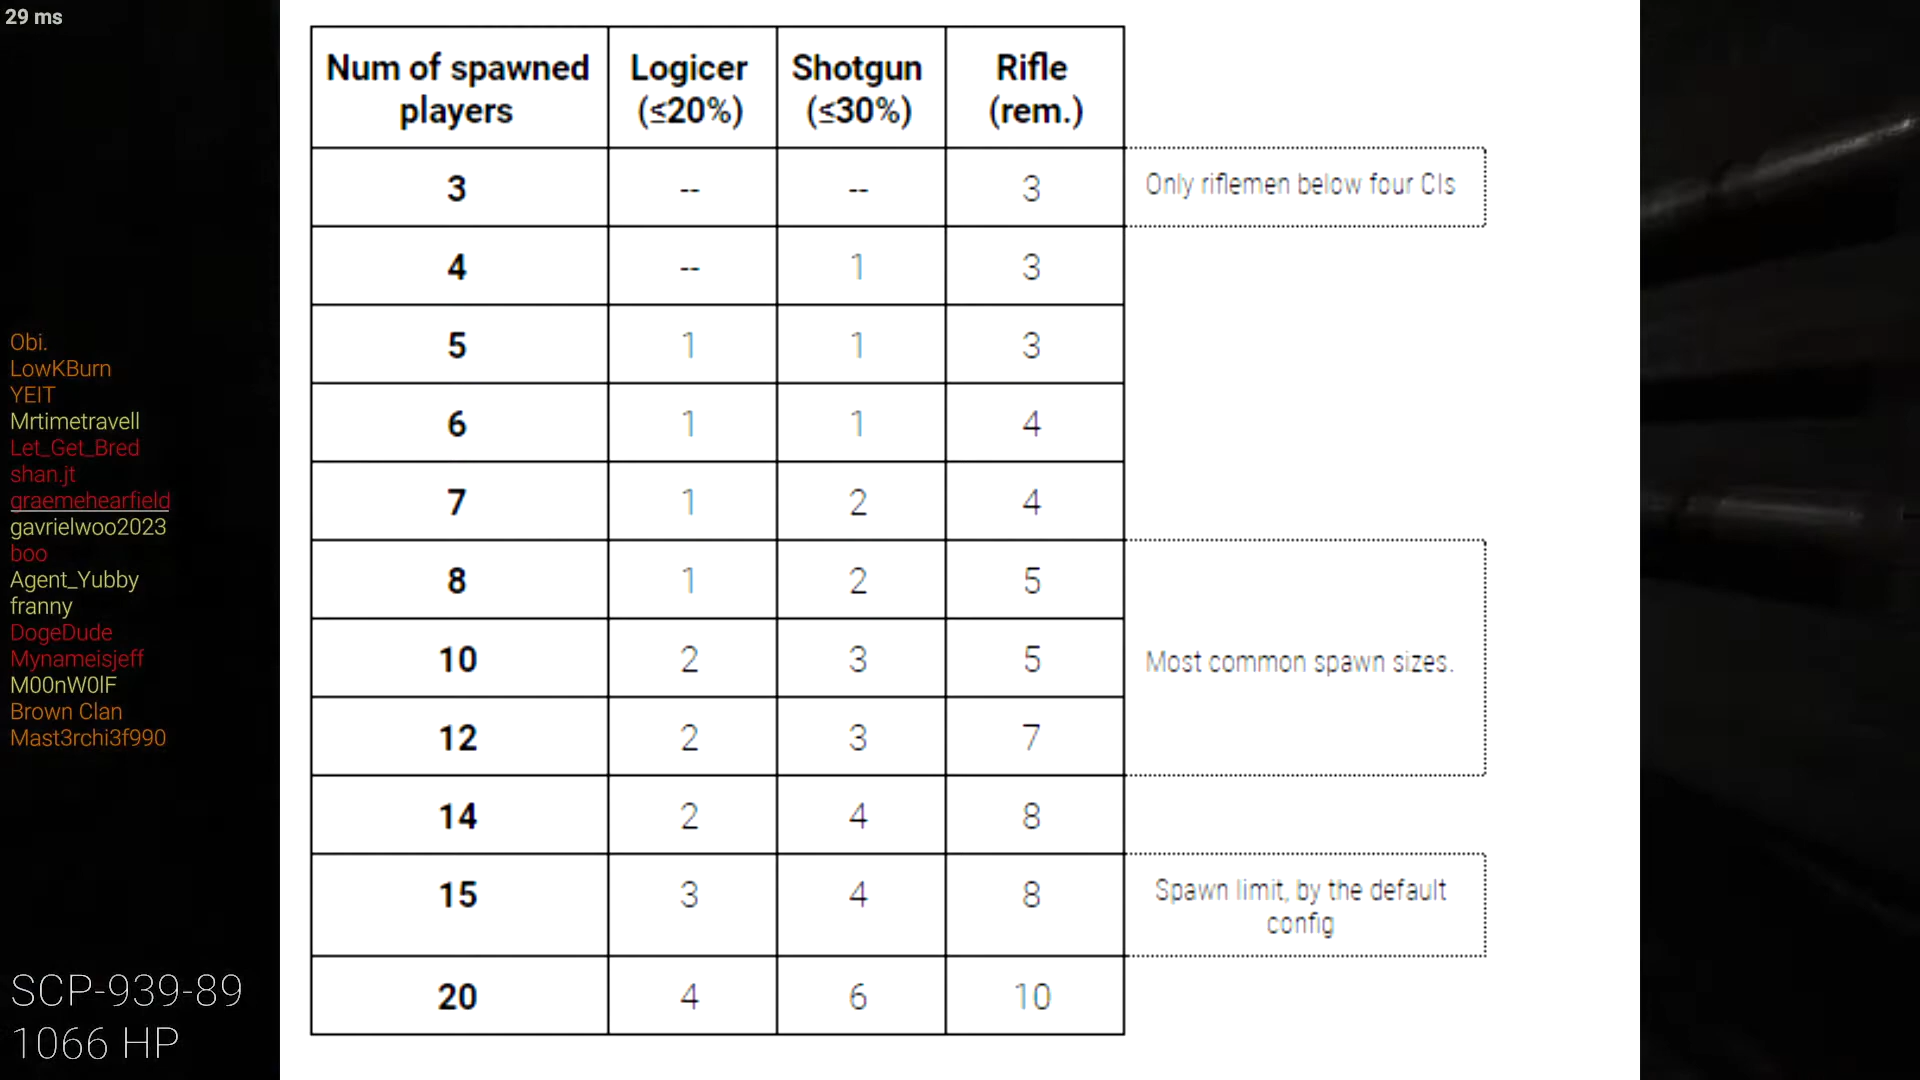 29 ms
Obi.
LowKBurn
YEIT
Mrtimetravell
Let_Get_Bred
shan.jt
graemehearfield
gavrielwoo2023
boo
Agent_Yubby
franny
DogeDude
Mynameisjeff
M00nW0lF
Brown Clan
Mast3rchi3f990
SCP-939-89
1066 HP
Num of spawned players Logicer (≤20%) Shotgun (≤30%) Rifle (rem.)
3 -- -- 3 Only riflemen below four CIs
4 -- 1 3
5 1 1 3
6 1 1 4
7 1 2 4
8 1 2 5
10 2 3 5 Most common spawn sizes.
12 2 3 7
14 2 4 8
15 3 4 8 Spawn limit, by the default config
20 4 6 10